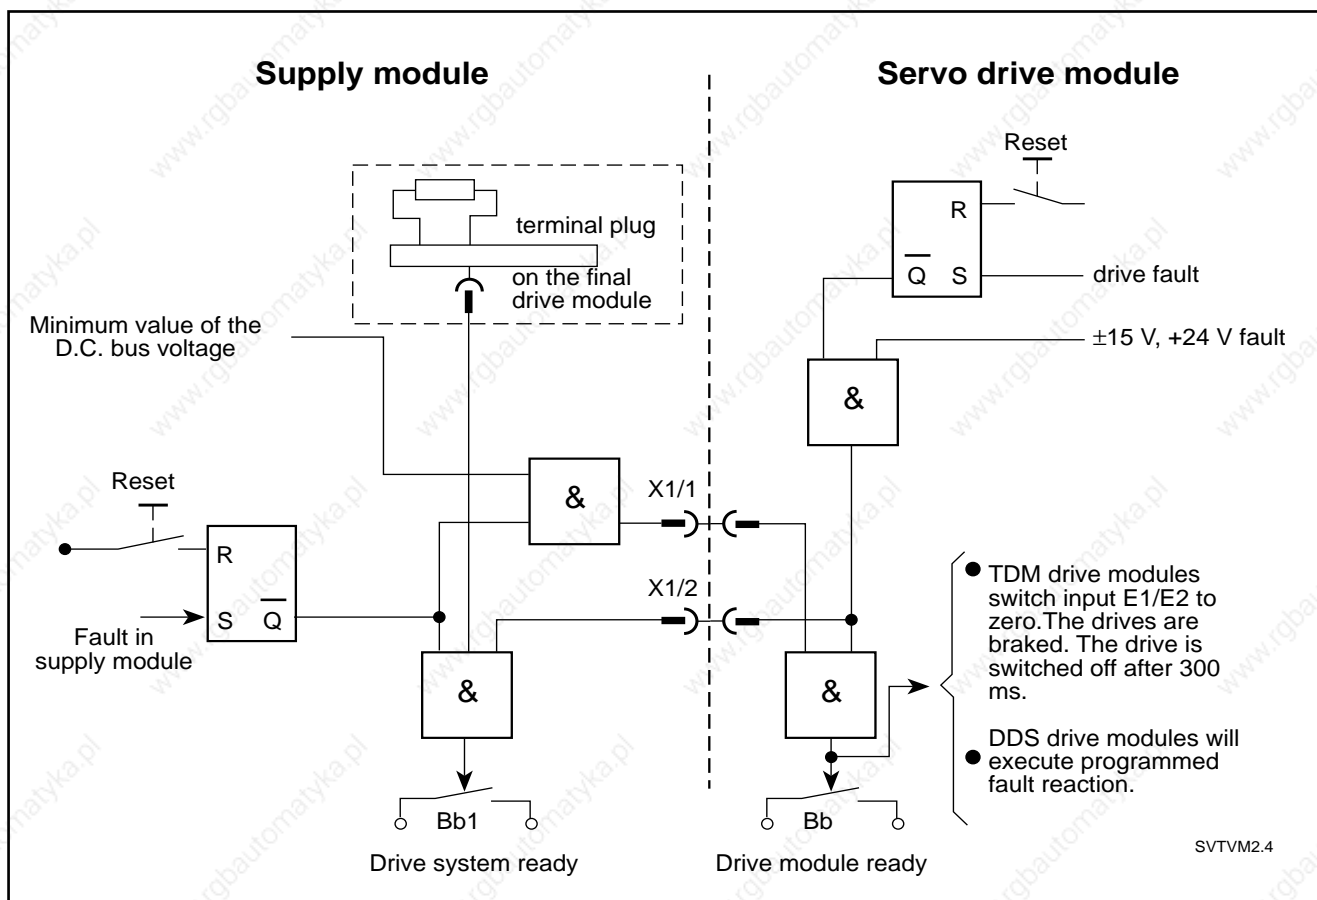 Supply module
Servo drive module
Reset
R
Q S
drive fault
±15 V, +24 V fault
&
terminal plug
on the final
drive module
Minimum value of the
D.C. bus voltage
Reset
R
S Q
Fault in
supply module
&
X1/1
X1/2
&
&
TDM drive modules
switch input E1/E2 to
zero.The drives are
braked. The drive is
switched off after 300
ms.
DDS drive modules will
execute programmed
fault reaction.
Bb1
Drive system ready
Bb
Drive module ready
SVTVM2.4
www.rgbautomatyka.pl